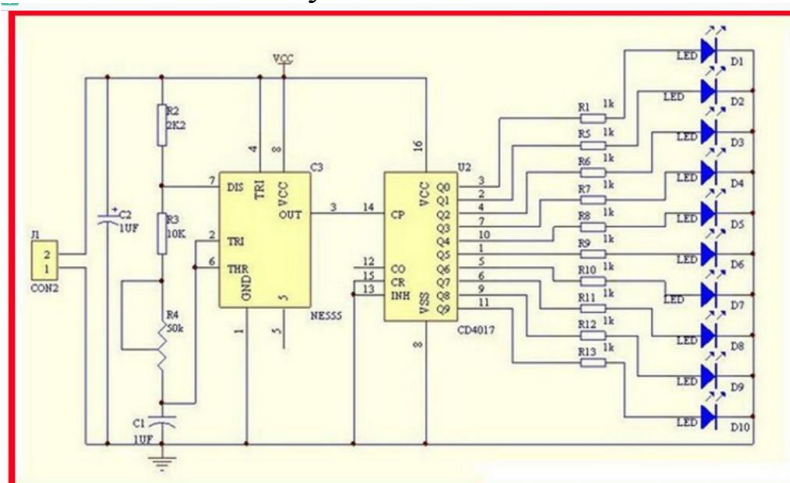 VCC
R2
2K2
C2
+
1UF
J1
2
1
CON2
R3
10K
R4
50k
C1
1UF
7
4
8
C3
DIS
TRI
VCC
OUT
3
2
TRI
6
THR
GND
5
NE555
1
5
14
16
U2
VCC
CP
Q0
3
Q1
2
Q2
4
Q3
7
Q4
10
Q5
1
12
CO
Q6
5
15
CR
Q7
6
13
INH
Q8
9
VSS
Q9
11
CD4017
8
R1
1k
R5
1k
R6
1k
R7
1k
R8
1k
R9
1k
R10
1k
R11
1k
R12
1k
R13
1k
LED
D1
LED
D2
LED
D3
LED
D4
LED
D5
LED
D6
LED
D7
LED
D8
LED
D9
LED
D10